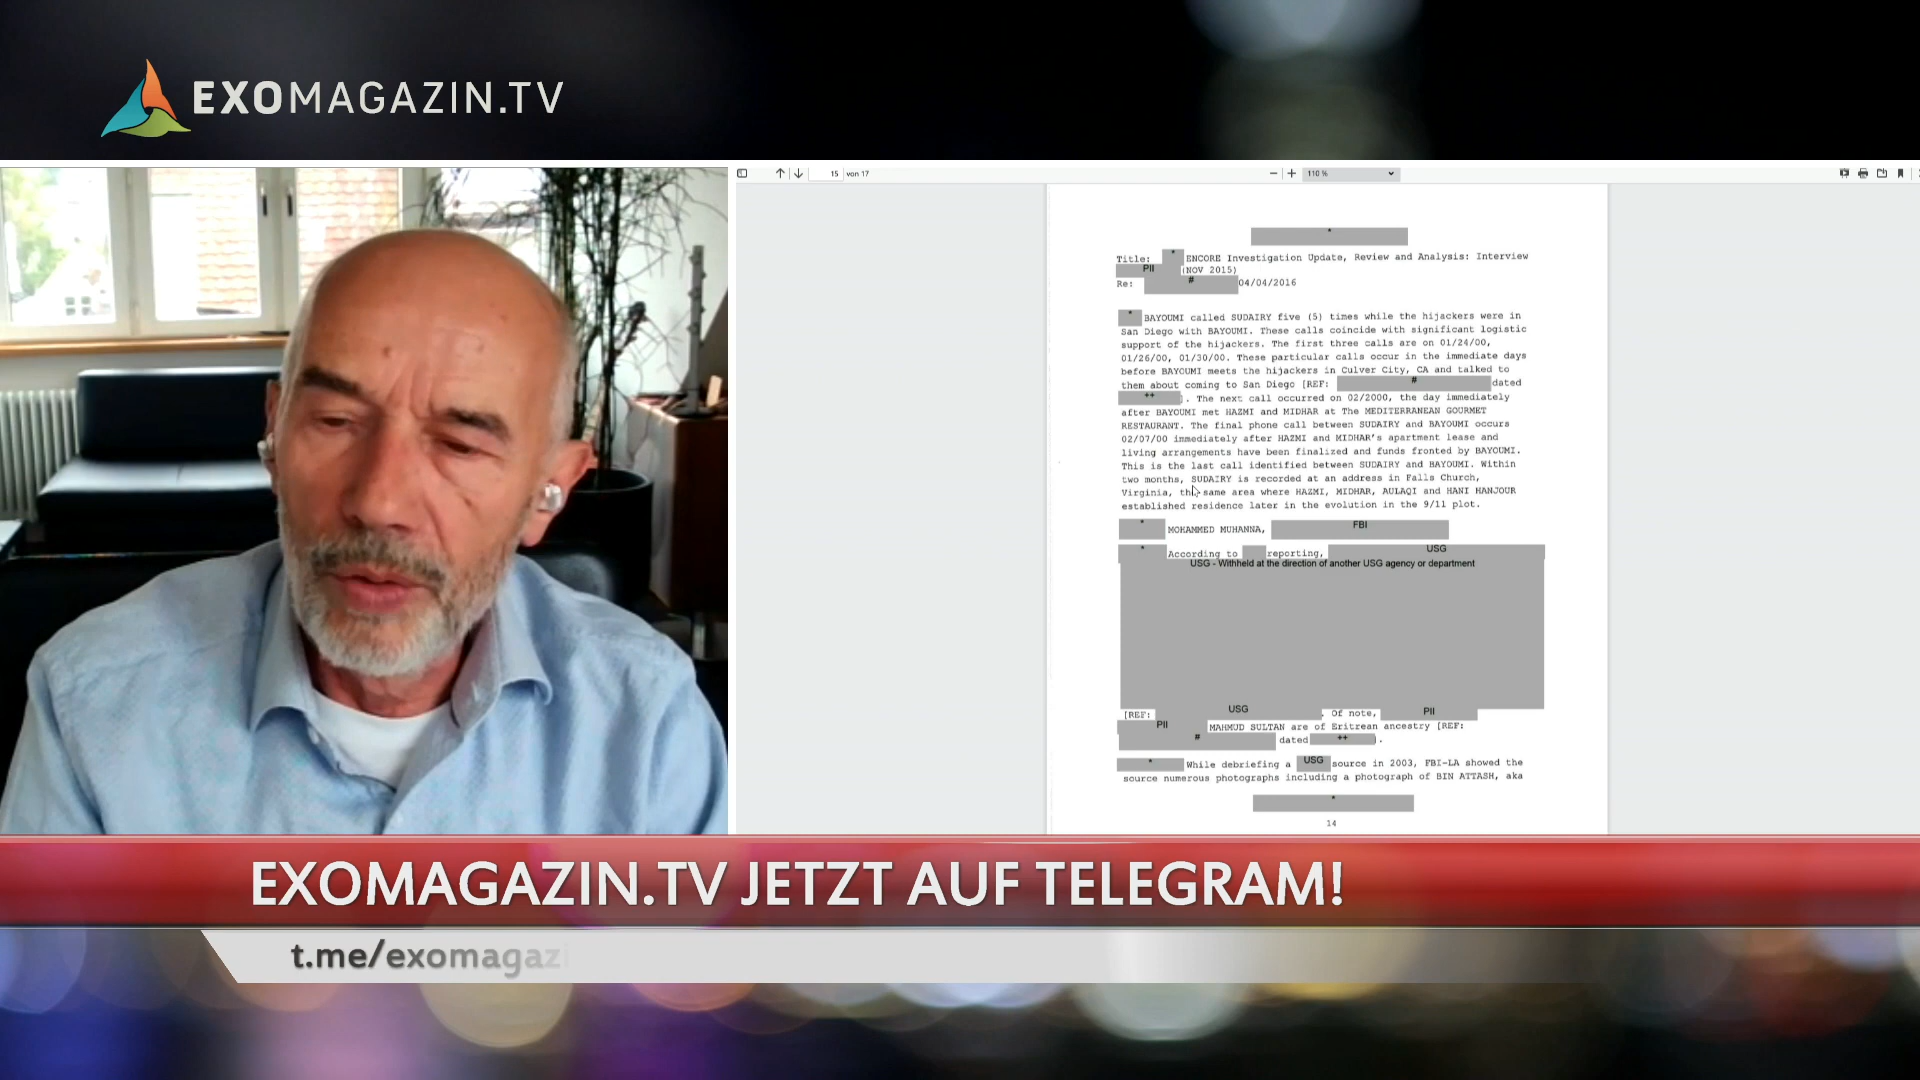 EXOMAGAZIN.TV
15 von 17
110 %
*
Title: * ENCORE Investigation Update, Review and Analysis: Interview
PII (NOV 2015)
Re: # 04/04/2016
* BAYOUMI called SUDAIRY five (5) times while the hijackers were in
San Diego with BAYOUMI. These calls coincide with significant logistic
support of the hijackers. The first three calls are on 01/24/00,
01/26/00, 01/30/00. These particular calls occur in the immediate days
before BAYOUMI meets the hijackers in Culver City, CA and talked to
them about coming to San Diego [REF: # dated
++ ]. The next call occurred on 02/2000, the day immediately
after BAYOUMI met HAZMI and MIDHAR at The MEDITERRANEAN GOURMET
RESTAURANT. The final phone call between SUDAIRY and BAYOUMI occurs
02/07/00 immediately after HAZMI and MIDHAR's apartment lease and
living arrangements have been finalized and funds fronted by BAYOUMI.
This is the last call identified between SUDAIRY and BAYOUMI. Within
two months, SUDAIRY is recorded at an address in Falls Church,
Virginia, the same area where HAZMI, MIDHAR, AULAQI and HANI HANJOUR
established residence later in the evolution in the 9/11 plot.
* MOHAMMED MUHANNA, FBI
* According to reporting, USG
USG - Withheld at the direction of another USG agency or department
[REF: USG . Of note, PII
PII MAHMUD SULTAN are of Eritrean ancestry [REF:
# dated ++ ].
* While debriefing a USG source in 2003, FBI-LA showed the
source numerous photographs including a photograph of BIN ATTASH, aka
*
14
EXOMAGAZIN.TV JETZT AUF TELEGRAM!
t.me/exomagazi